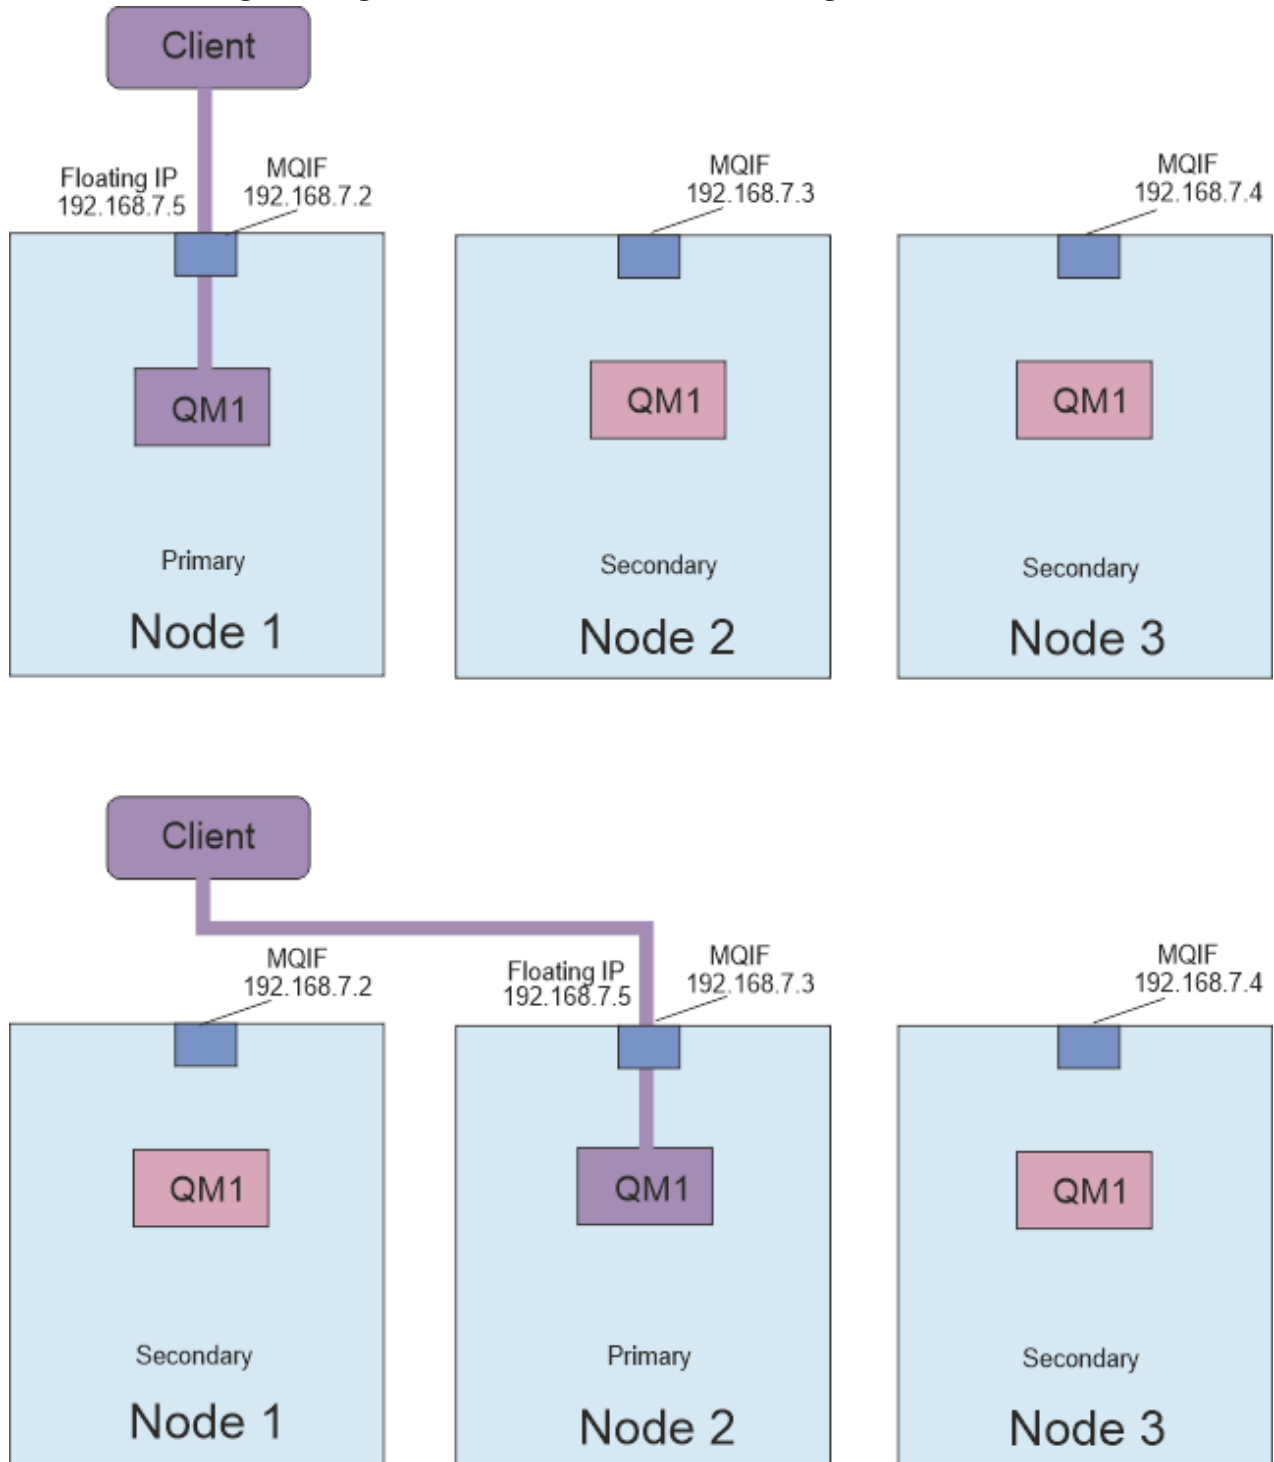 Client
Floating IP
192.168.7.5
MQIF
192.168.7.2
MQIF
192.168.7.3
MQIF
192.168.7.4
QM1
QM1
QM1
Primary
Secondary
Secondary
Node 1
Node 2
Node 3
Client
MQIF
192.168.7.2
Floating IP
192.168.7.5
MQIF
192.168.7.3
MQIF
192.168.7.4
QM1
QM1
QM1
Secondary
Primary
Secondary
Node 1
Node 2
Node 3